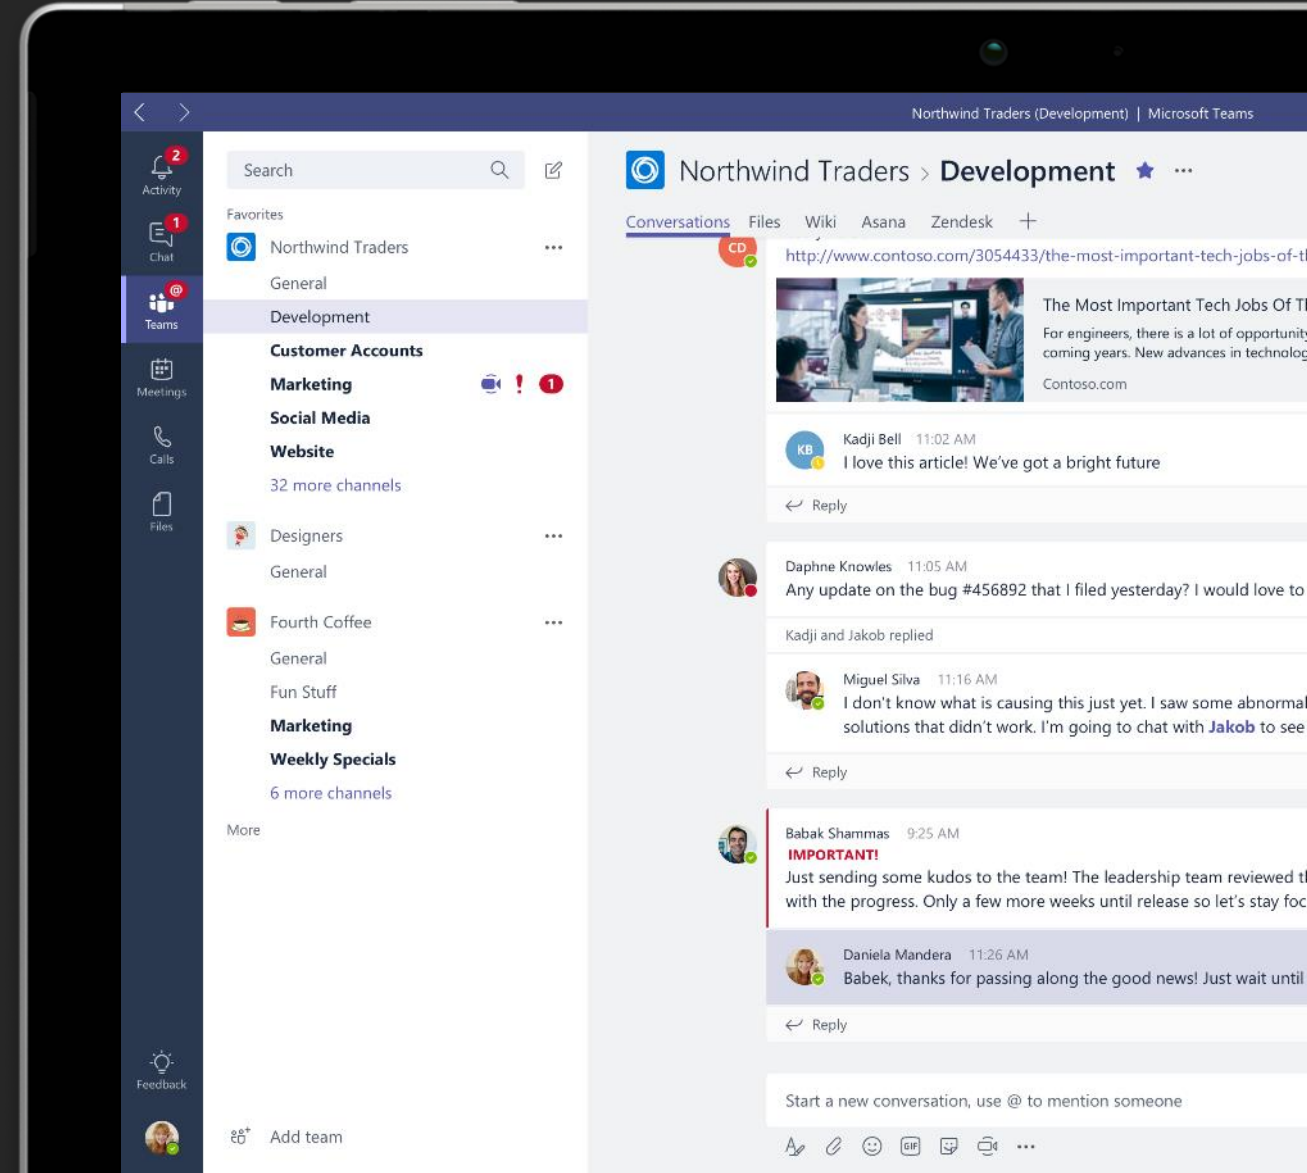 Northwind Traders (Development) | Microsoft Teams
2
Activity
1
Chat
@
Teams
Meetings
Calls
Files
Feedback
Search
Favorites
Northwind Traders
General
Development
Customer Accounts
Marketing
! 1
Social Media
Website
32 more channels
Designers
General
Fourth Coffee
General
Fun Stuff
Marketing
Weekly Specials
6 more channels
More
Add team
Northwind Traders > Development
Conversations Files Wiki Asana Zendesk +
CD
http://www.contoso.com/3054433/the-most-important-tech-jobs-of-t
The Most Important Tech Jobs Of
For engineers, there is a lot of opportunity
coming years. New advances in
Contoso.com
KB
Kadji Bell 11:02 AM
I love this article! We've got a bright future
Reply
Daphne Knowles 11:05 AM
Any update on the bug #456892 that I filed yesterday? I would love to
Kadji and Jakob replied
Miguel Silva 11:16 AM
I don't know what is causing this just yet. I saw some abnormal
solutions that didn't work. I'm going to chat with Jakob to see
Reply
Babak Shammas 9:25 AM
IMPORTANT!
Just sending some kudos to the team! The leadership team reviewed
with the progress. Only a few more weeks until release so let's stay
Daniela Mandera 11:26 AM
Babek, thanks for passing along the good news! Just wait until
Reply
Start a new conversation, use @ to mention someone
GIF